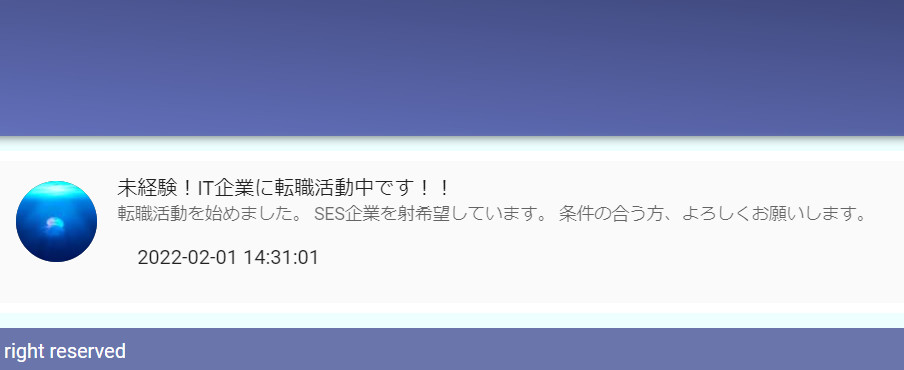 未経験！IT企業に転職活動中です！！
転職活動を始めました。 SES企業を射希望しています。 条件の合う方、よろしくお願いします。
2022-02-01 14:31:01
right reserved